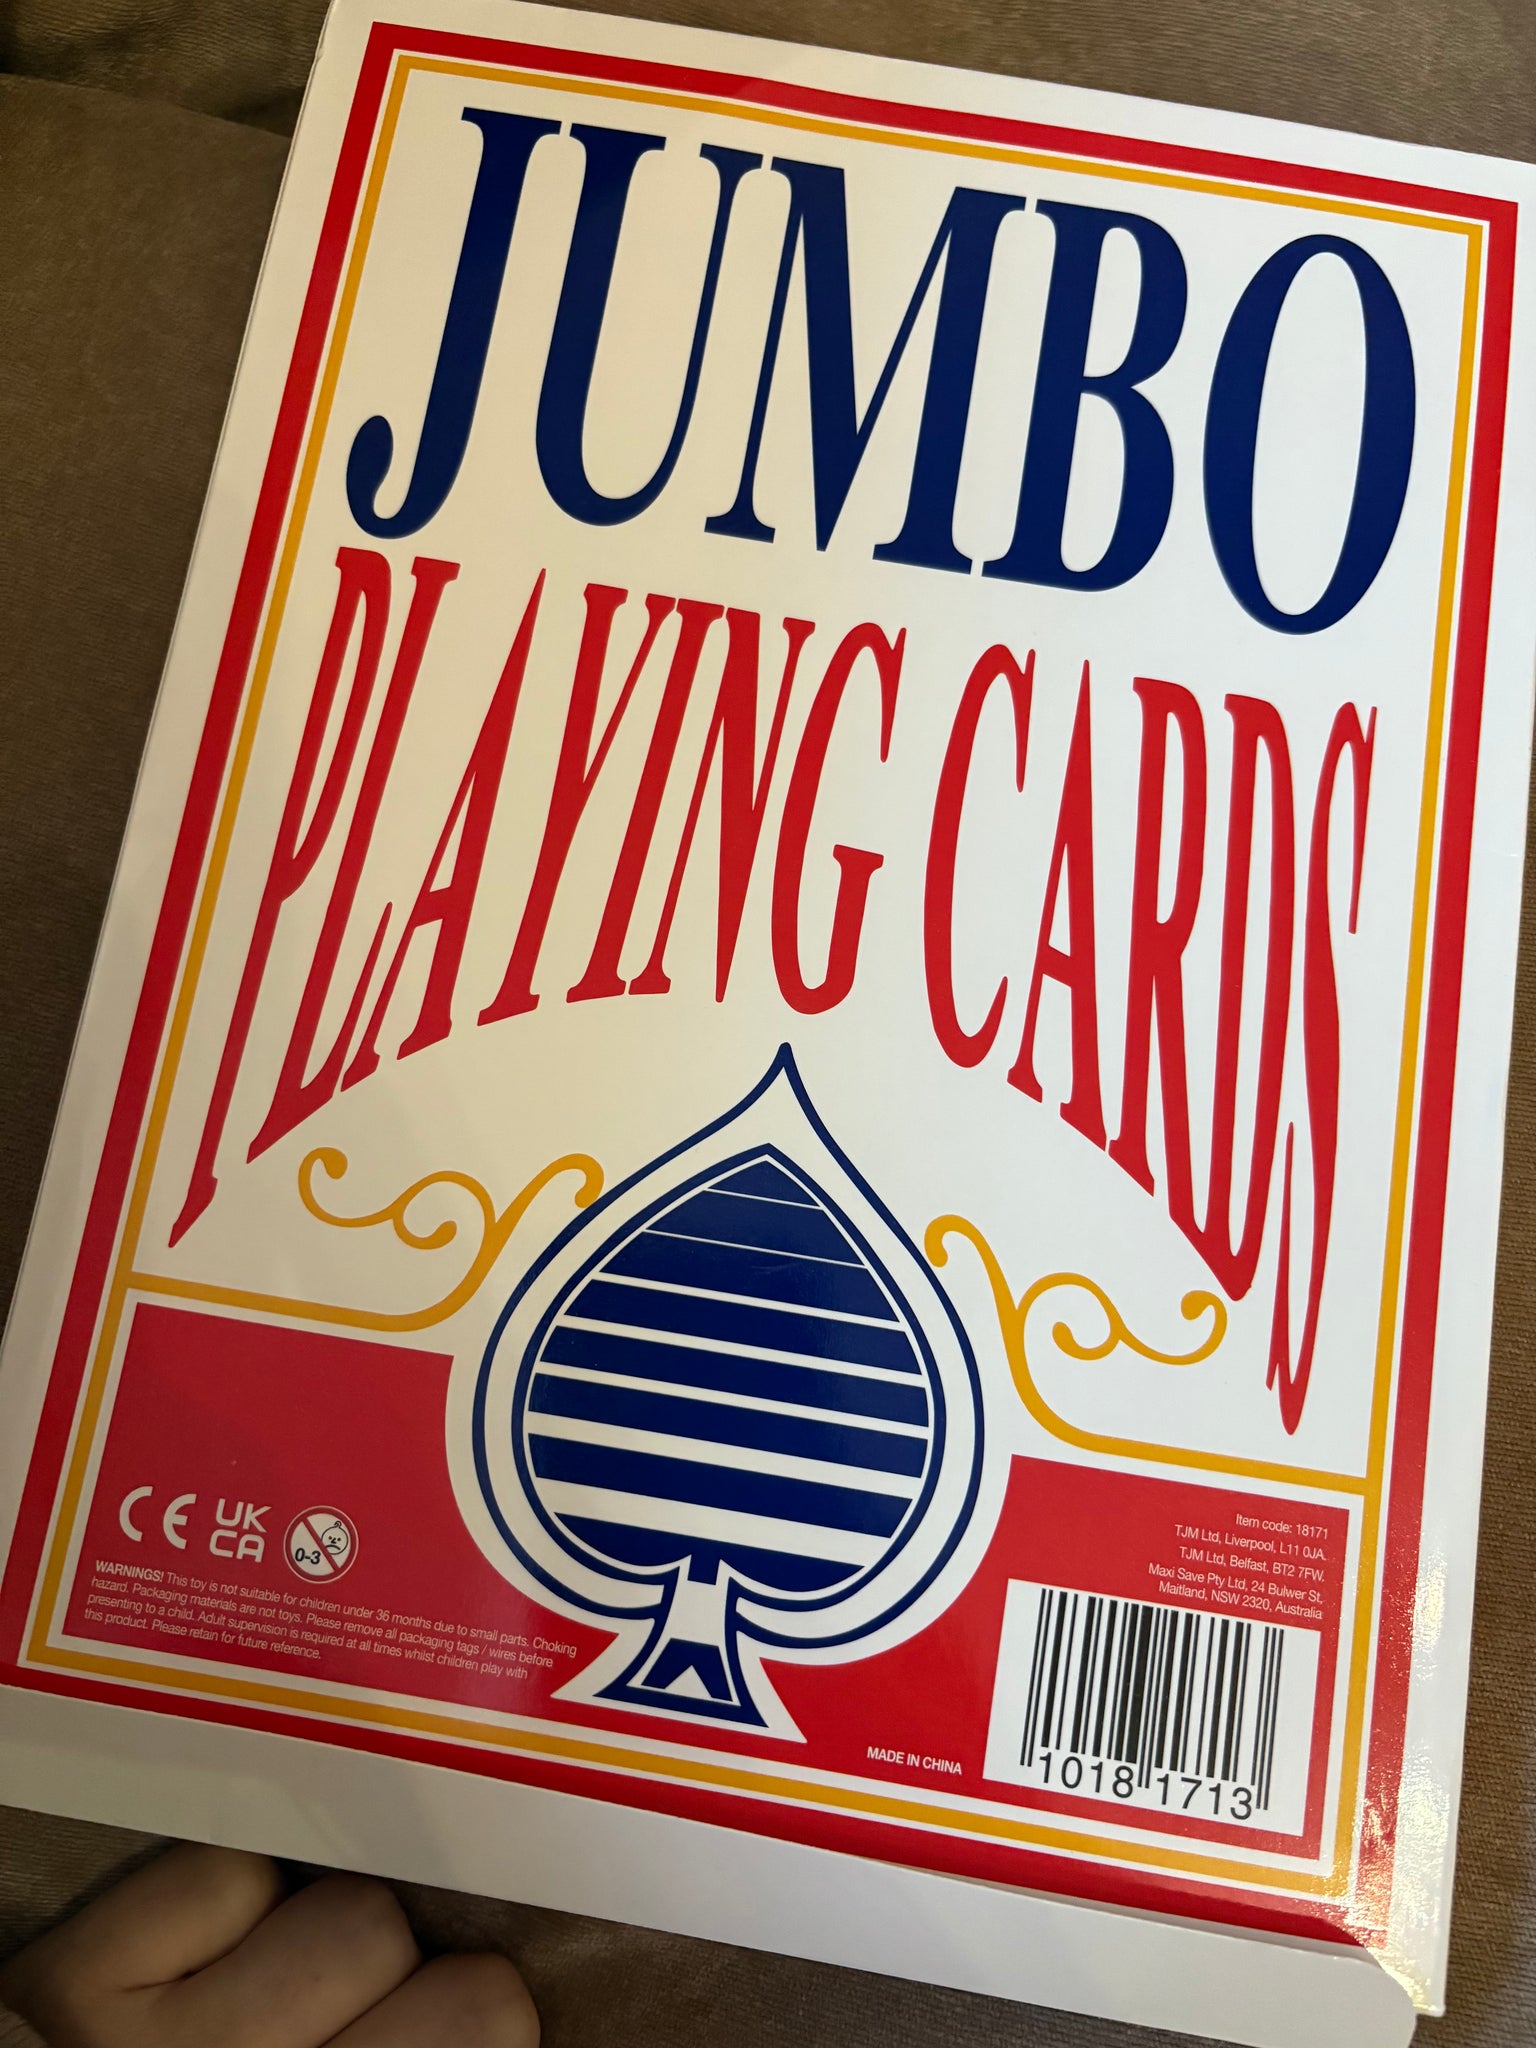 JUMBO
PLAYING CARDS
CE UK
CA 0-3
WARNINGS! This toy is not suitable for children under 36 months due to small parts. Choking
hazard. Packaging materials are not toys. Please remove all packaging tags / wires before
presenting to a child. Adult supervision is required at all times whilst children play with
this product. Please retain for future reference.
Item code: 18171
TJM Ltd, Liverpool, L11 0JA.
TJM Ltd, Belfast, BT2 7FW.
Maxi Save Pty Ltd, 24 Bulwer St,
Maitland, NSW 2320, Australia
MADE IN CHINA
1018 1713